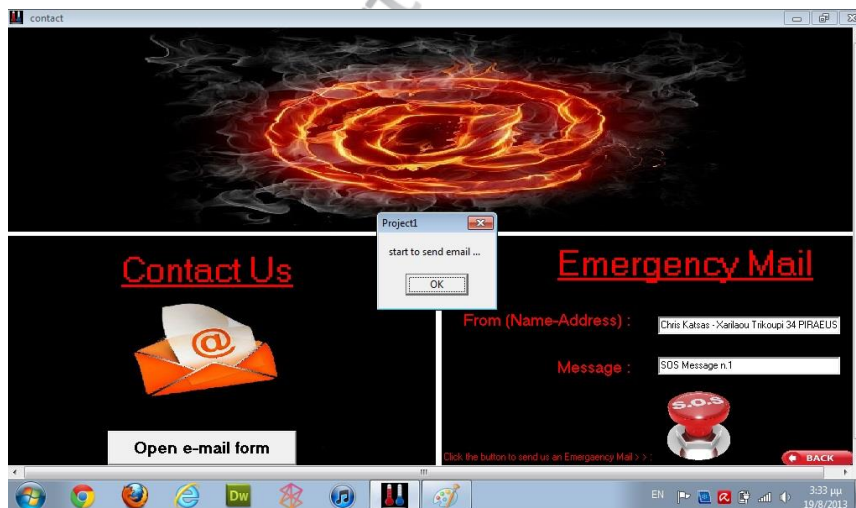 contact
Project1
start to send email ...
OK
Contact Us
Open e-mail form
Emergency Mail
From (Name-Address) :
Chris Katsas - Xarilaou Trikoupi 34 PIRAEUS
Message :
SOS Message n.1
S.O.S
Click the button to send us an Emergaency Mail > > :
BACK
Dw
EN
3:33 μμ
19/8/2013